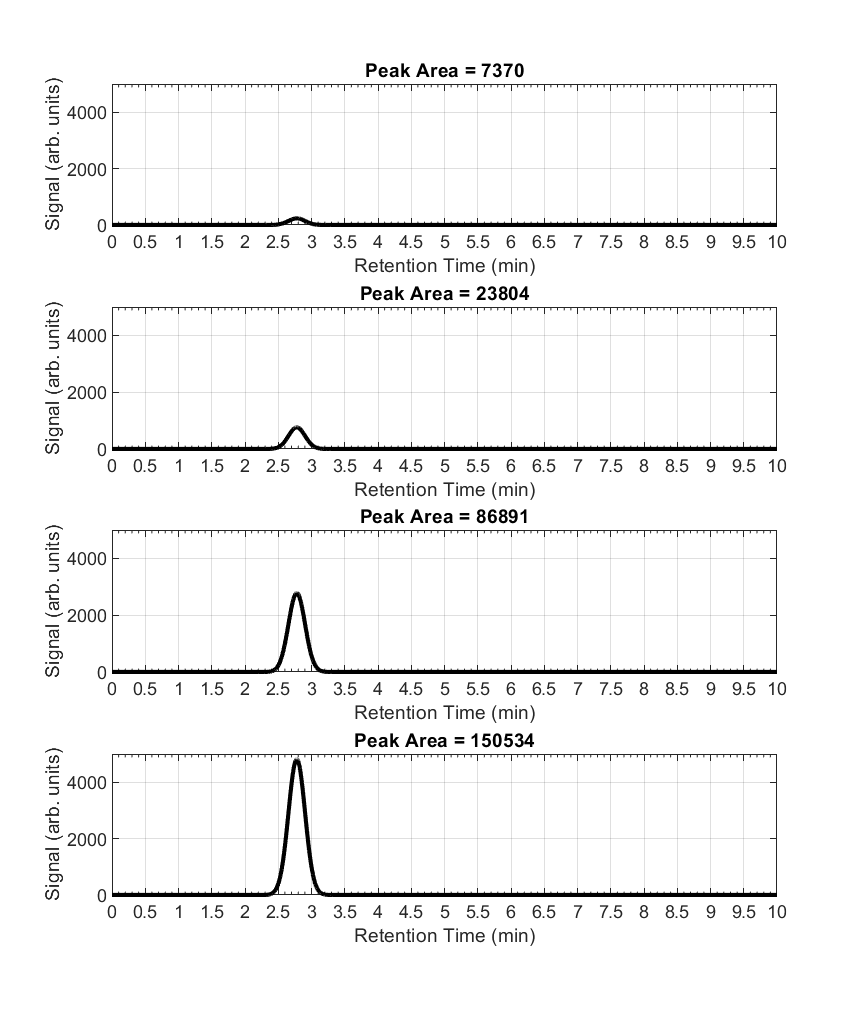 Peak Area = 7370
Signal (arb. units)
4000
2000
0
0 0.5 1 1.5 2 2.5 3 3.5 4 4.5 5 5.5 6 6.5 7 7.5 8 8.5 9 9.5 10
Retention Time (min)
Peak Area = 23804
Signal (arb. units)
4000
2000
0
0 0.5 1 1.5 2 2.5 3 3.5 4 4.5 5 5.5 6 6.5 7 7.5 8 8.5 9 9.5 10
Retention Time (min)
Peak Area = 86891
Signal (arb. units)
4000
2000
0
0 0.5 1 1.5 2 2.5 3 3.5 4 4.5 5 5.5 6 6.5 7 7.5 8 8.5 9 9.5 10
Retention Time (min)
Peak Area = 150534
Signal (arb. units)
4000
2000
0
0 0.5 1 1.5 2 2.5 3 3.5 4 4.5 5 5.5 6 6.5 7 7.5 8 8.5 9 9.5 10
Retention Time (min)